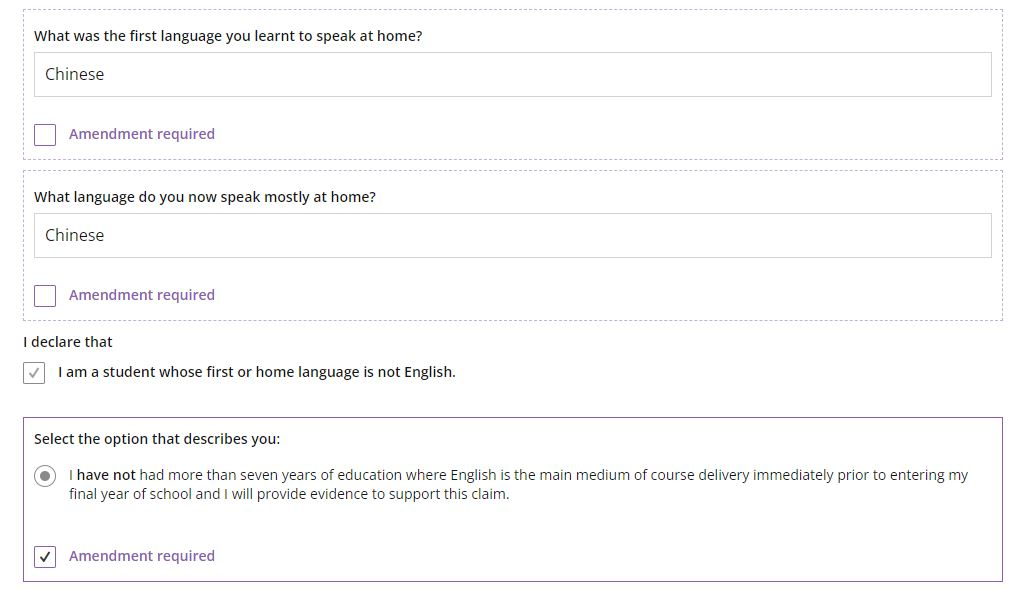 What was the first language you learnt to speak at home?
Chinese
Amendment required
What language do you now speak mostly at home?
Chinese
Amendment required
I declare that
I am a student whose first or home language is not English.
Select the option that describes you:
I have not had more than seven years of education where English is the main medium of course delivery immediately prior to entering my
final year of school and I will provide evidence to support this claim.
Amendment required